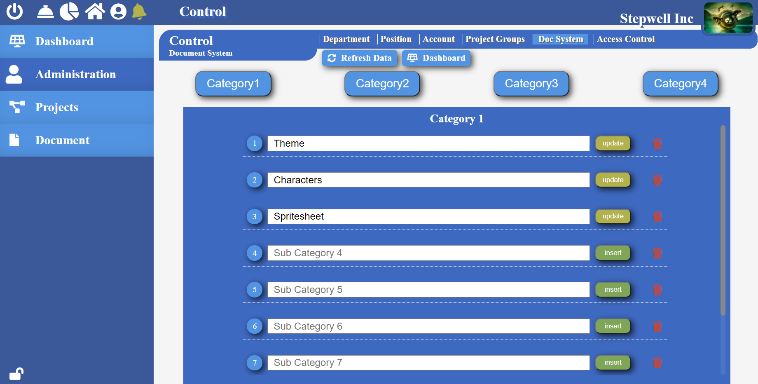 Control
Stepwell Inc
Dashboard
Administration
Projects
Document
Control
Document System
Department Position Account Project Groups Doc System Access Control
Refresh Data Dashboard
Category1 Category2 Category3 Category4
Category 1
1 Theme update
2 Characters update
3 Spritesheet update
4 Sub Category 4 insert
5 Sub Category 5 insert
6 Sub Category 6 insert
7 Sub Category 7 insert